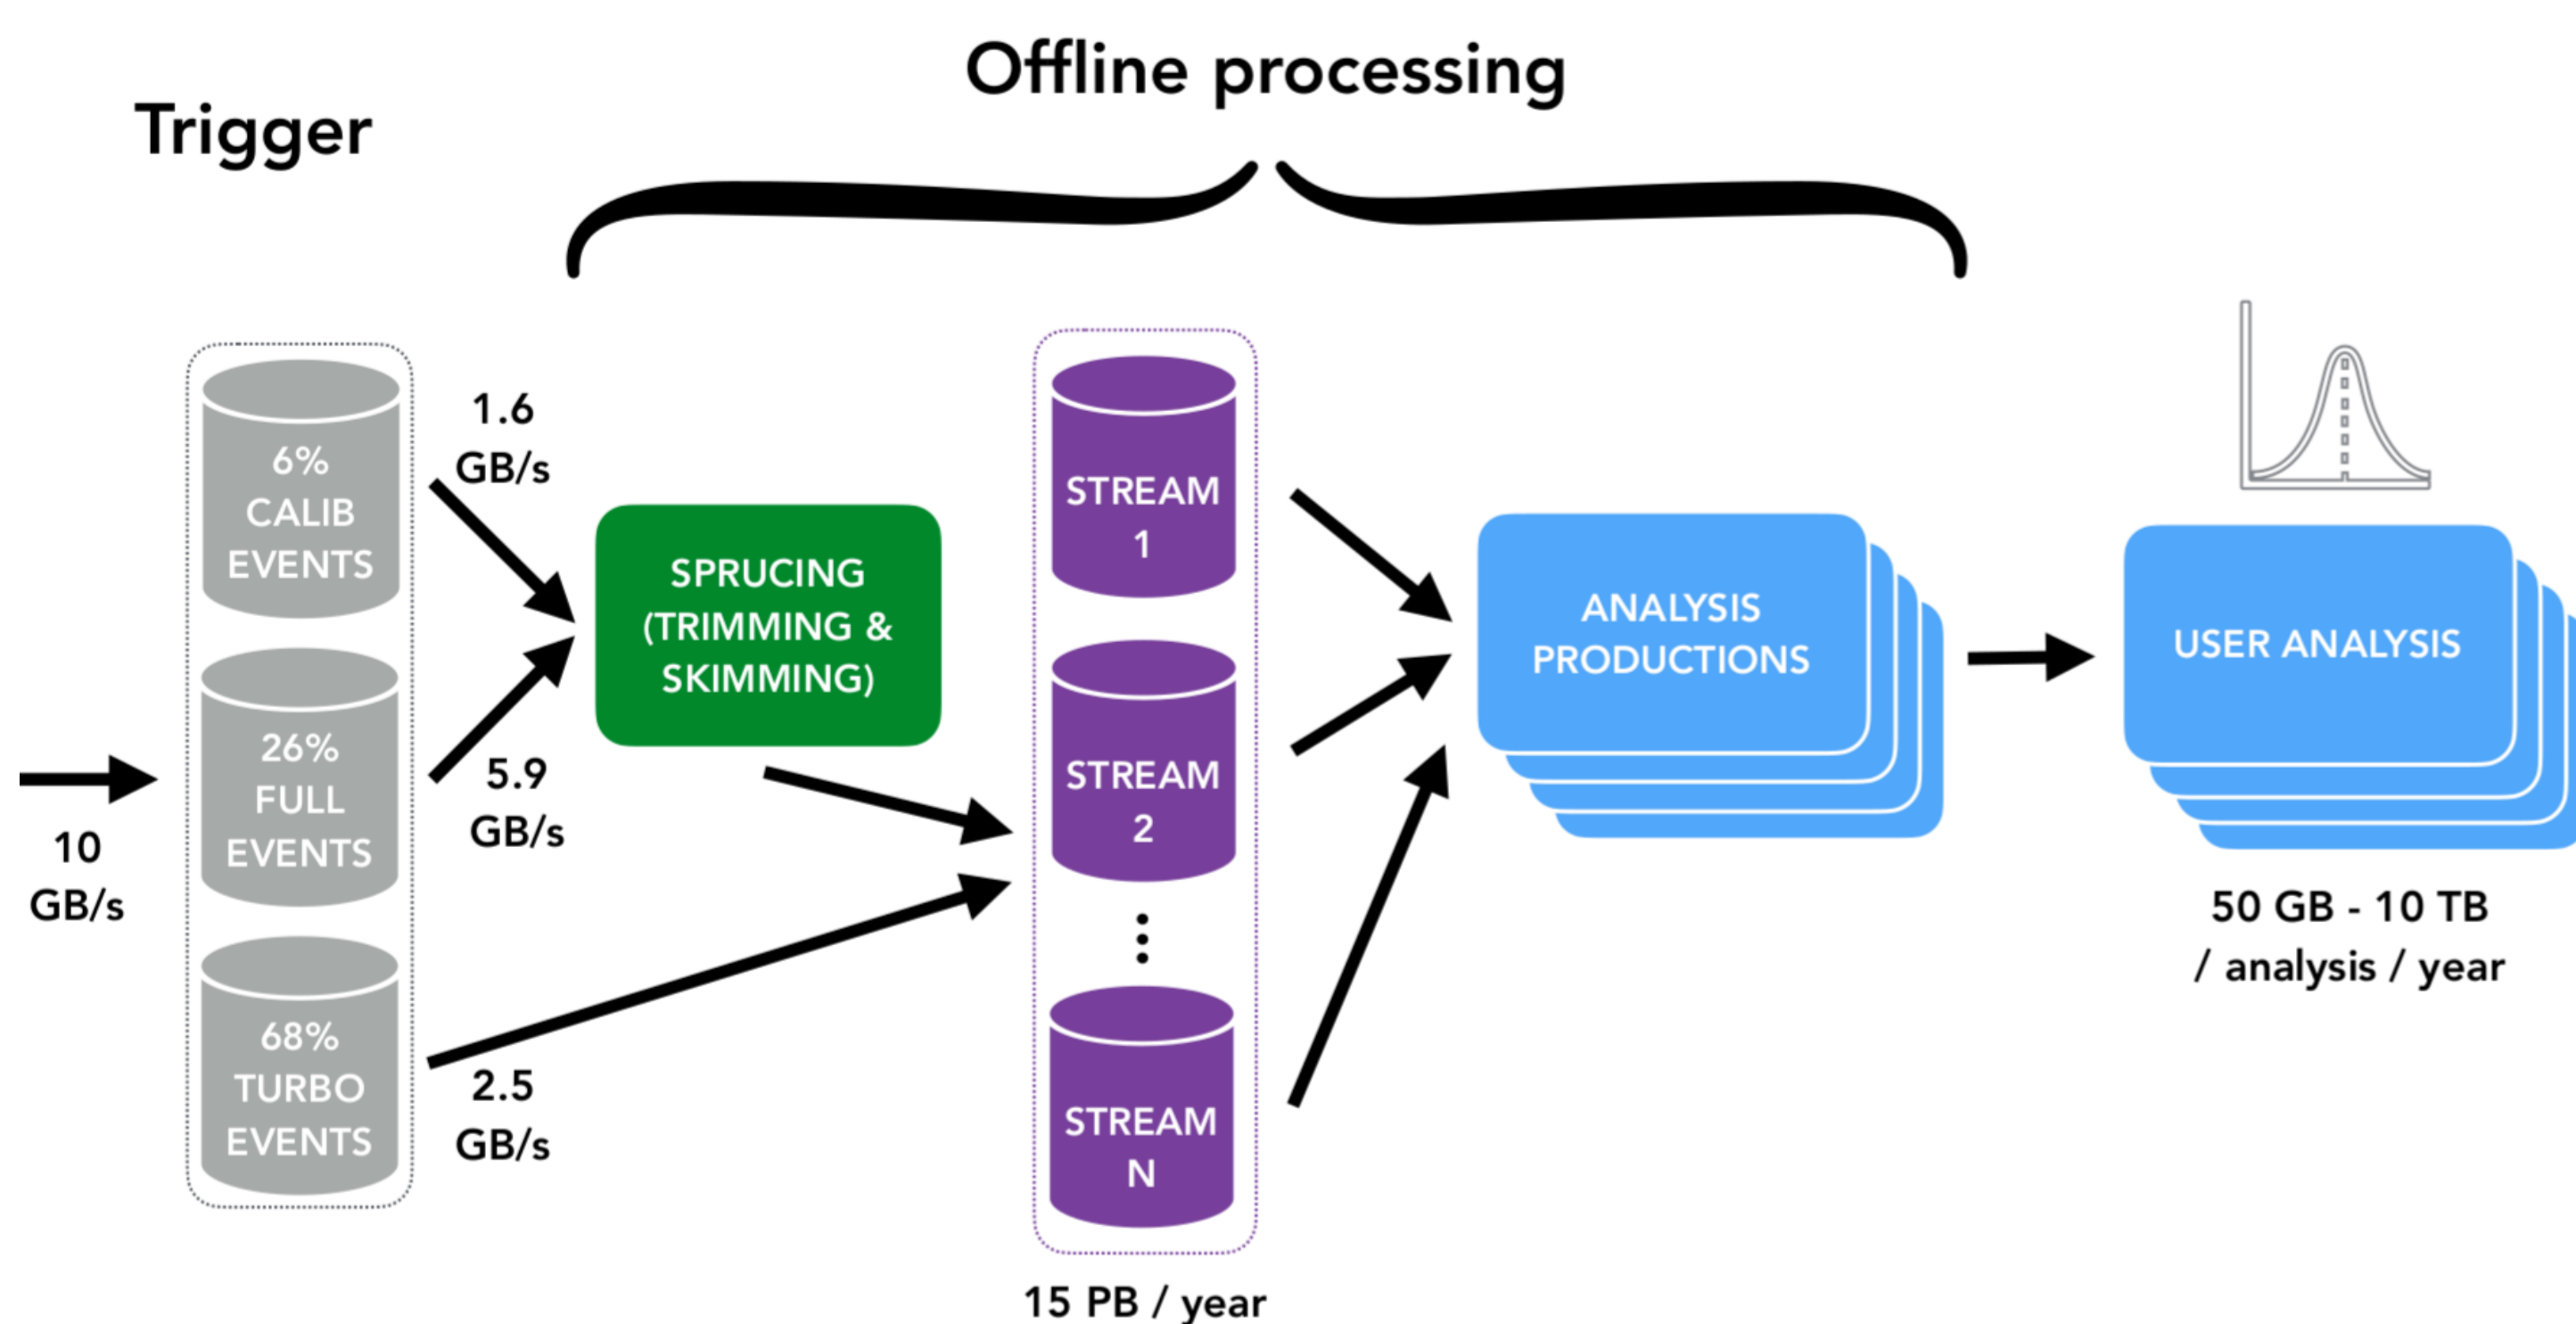 Offline processing
Trigger
10
GB/s
6%
CALIB
EVENTS
26%
FULL
EVENTS
68%
TURBO
EVENTS
1.6
GB/s
5.9
GB/s
2.5
GB/s
SPRUCING
(TRIMMING &
SKIMMING)
STREAM
1
STREAM
2
STREAM
N
15 PB / year
ANALYSIS
PRODUCTIONS
USER ANALYSIS
50 GB - 10 TB
/ analysis / year